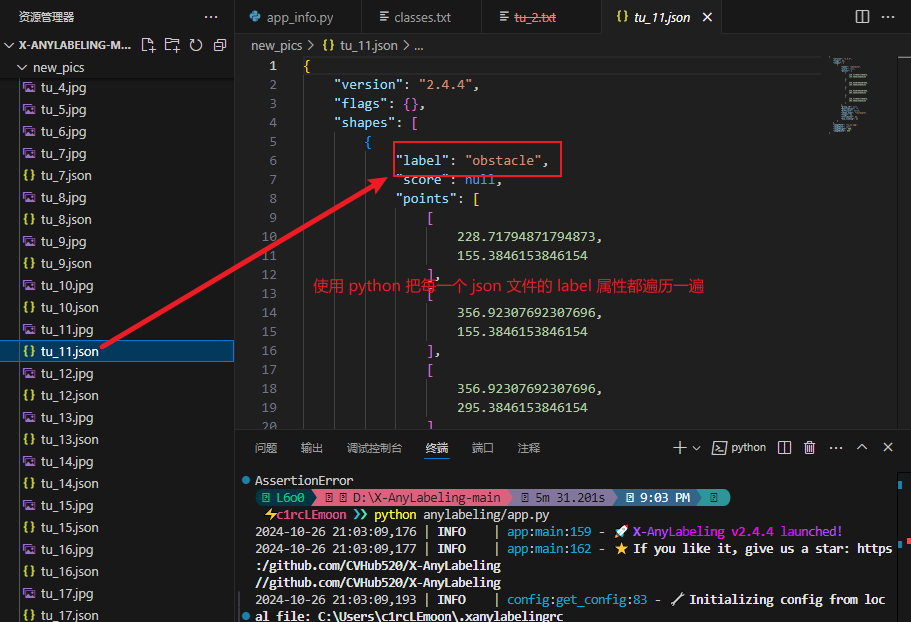 资源管理器
X-ANYLABELING-M...
new_pics
tu_4.jpg
tu_5.jpg
tu_6.jpg
tu_7.jpg
tu_7.json
tu_8.jpg
tu_8.json
tu_9.jpg
tu_9.json
tu_10.jpg
tu_10.json
tu_11.jpg
tu_11.json
tu_12.jpg
tu_12.json
tu_13.jpg
tu_13.json
tu_14.jpg
tu_14.json
tu_15.jpg
tu_15.json
tu_16.jpg
tu_16.json
tu_17.jpg
tu_17.json
app_info.py classes.txt tu_2.txt {} tu_11.json
new_pics > {} tu_11.json > ...
1 {
2 "version": "2.4.4",
3 "flags": {},
4 "shapes": [
5 {
6 "label": "obstacle",
7 "score": null,
8 "points": [
9 [
10 228.71794871794873,
11 155.3846153846154
12 ],
使用 python 把每一个 json 文件的 label 属性都遍历一遍
13 [
14 356.92307692307696,
15 155.3846153846154
16 ],
17 [
18 356.92307692307696,
19 295.3846153846154
20 ]
问题 输出 调试控制台 终端 端口 注释 python
AssertionError
L6o0 D:\X-AnyLabeling-main 5m 31.201s 9:03 PM
⚡c1rcLEmoon ❯❯ python anylabeling/app.py
2024-10-26 21:03:09,176 | INFO | app:main:159 - 🚀 X-AnyLabeling v2.4.4 launched!
2024-10-26 21:03:09,177 | INFO | app:main:162 - ⭐ If you like it, give us a star: https
://github.com/CVHub520/X-AnyLabeling
//github.com/CVHub520/X-AnyLabeling
2024-10-26 21:03:09,193 | INFO | config:get_config:83 - 🖊 Initializing config from loc
al file: C:\Users\c1rcLEmoon\.xanylabelingrc